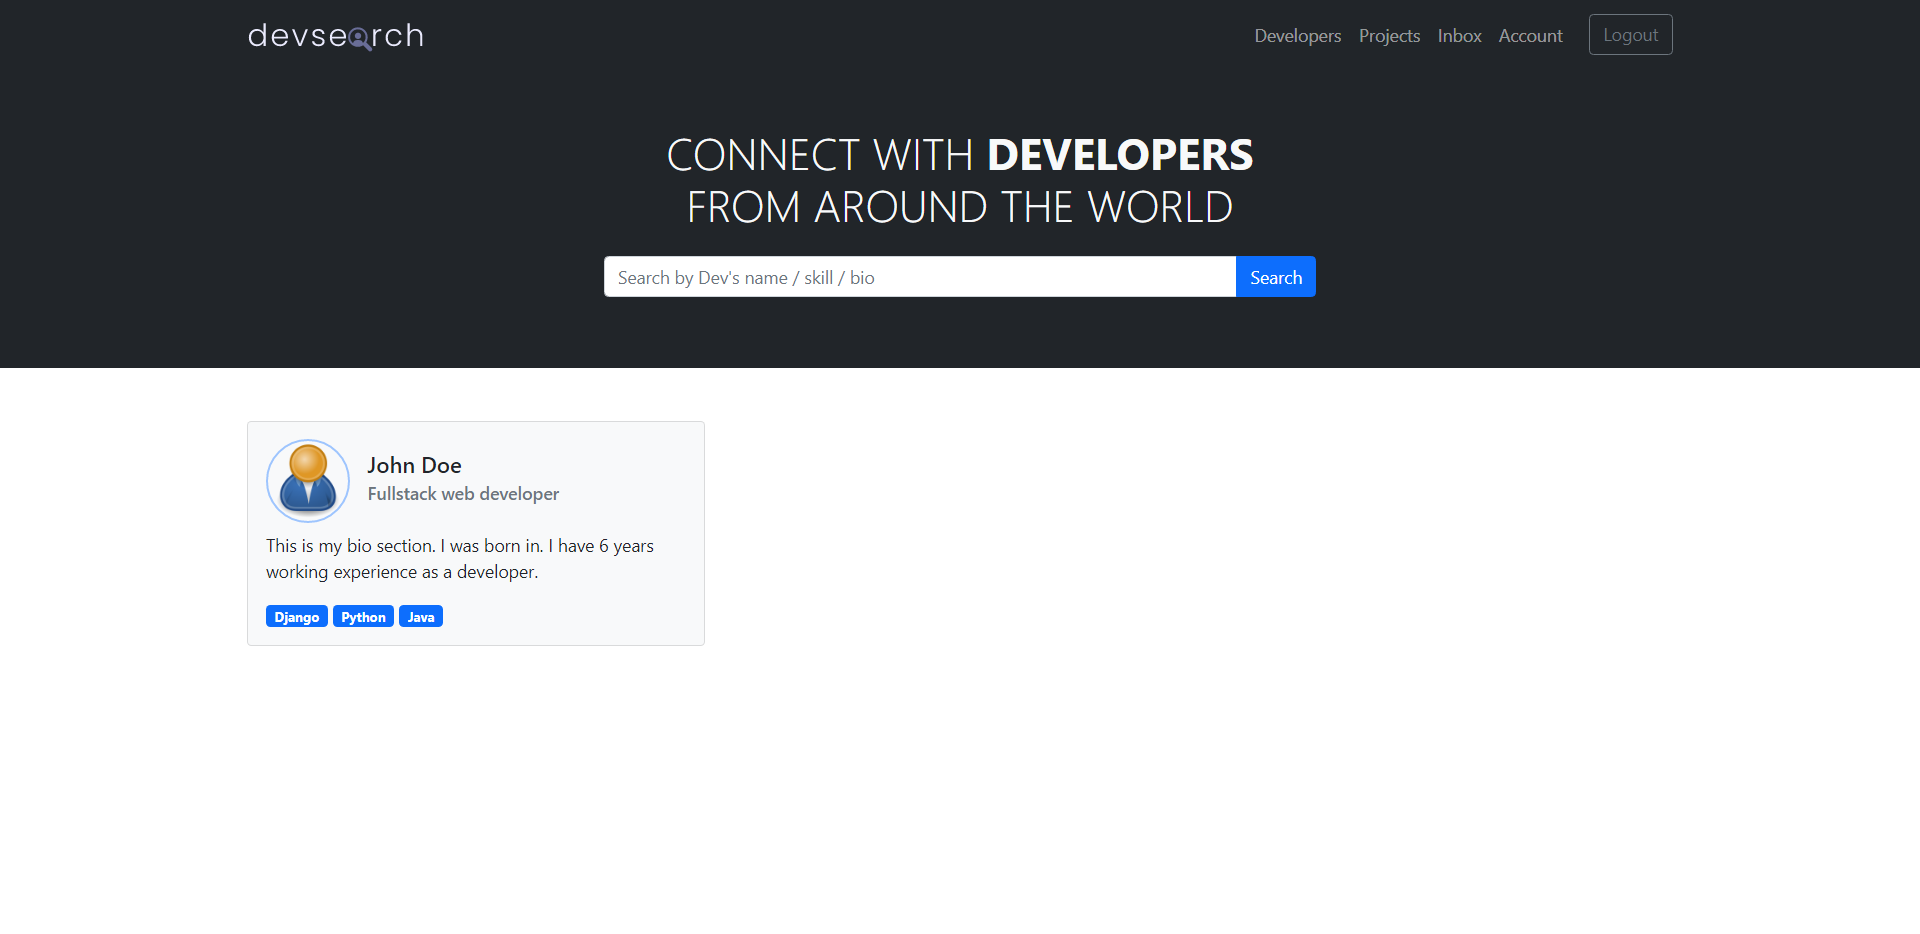 devsearch
Developers Projects Inbox Account Logout
CONNECT WITH DEVELOPERS
FROM AROUND THE WORLD
Search by Dev's name / skill / bio Search
John Doe
Fullstack web developer
This is my bio section. I was born in. I have 6 years
working experience as a developer.
Django Python Java